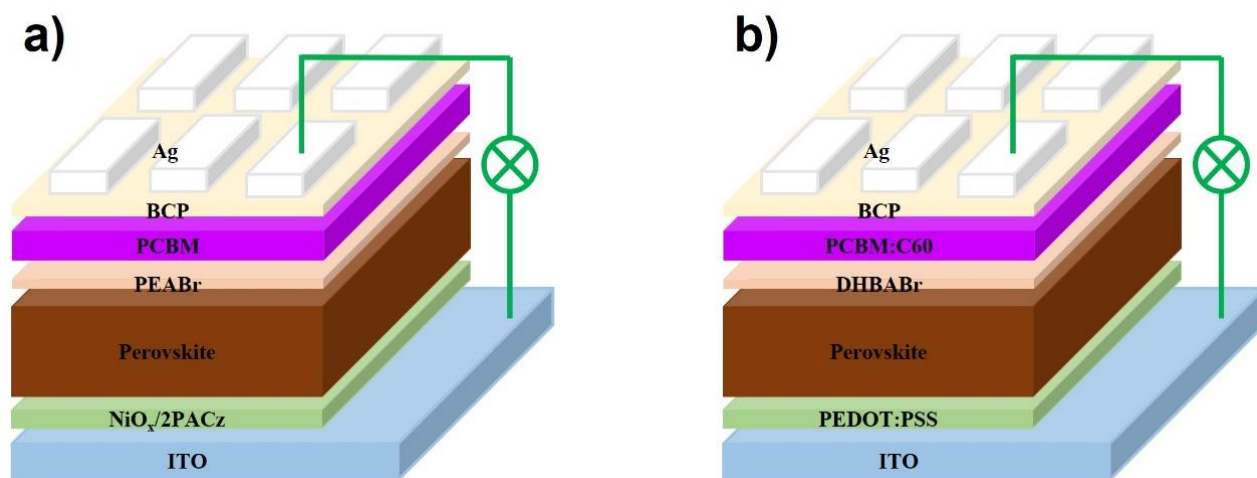 a)
Ag
BCP
PCBM
PEABr
Perovskite
NiOₓ/2PACz
ITO
b)
Ag
BCP
PCBM:C60
DHBABr
Perovskite
PEDOT:PSS
ITO